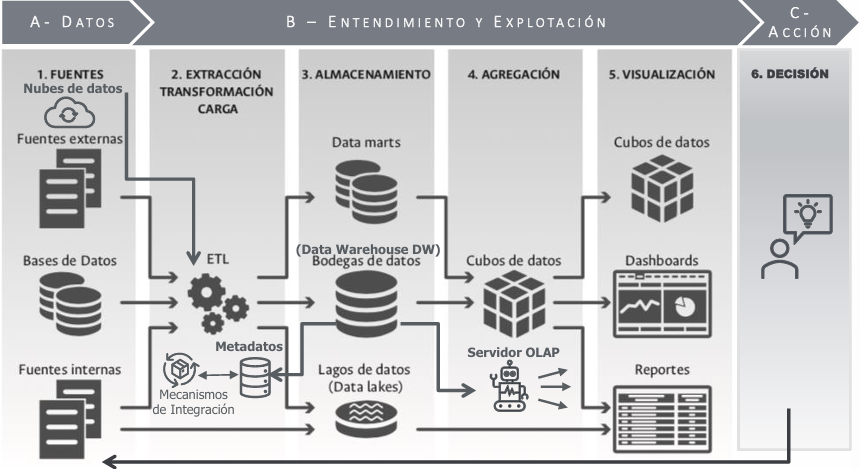 A- DATOS
B – ENTENDIMIENTO Y EXPLOTACIÓN
C-
ACCIÓN
1. FUENTES
Nubes de datos
Fuentes externas
Bases de Datos
Fuentes internas
2. EXTRACCIÓN
TRANSFORMACIÓN
CARGA
ETL
Metadatos
Mecanismos
de Integración
3. ALMACENAMIENTO
Data marts
(Data Warehouse DW)
Bodegas de datos
Lagos de datos
(Data lakes)
4. AGREGACIÓN
Cubos de datos
Servidor OLAP
5. VISUALIZACIÓN
Cubos de datos
Dashboards
Reportes
6. DECISIÓN